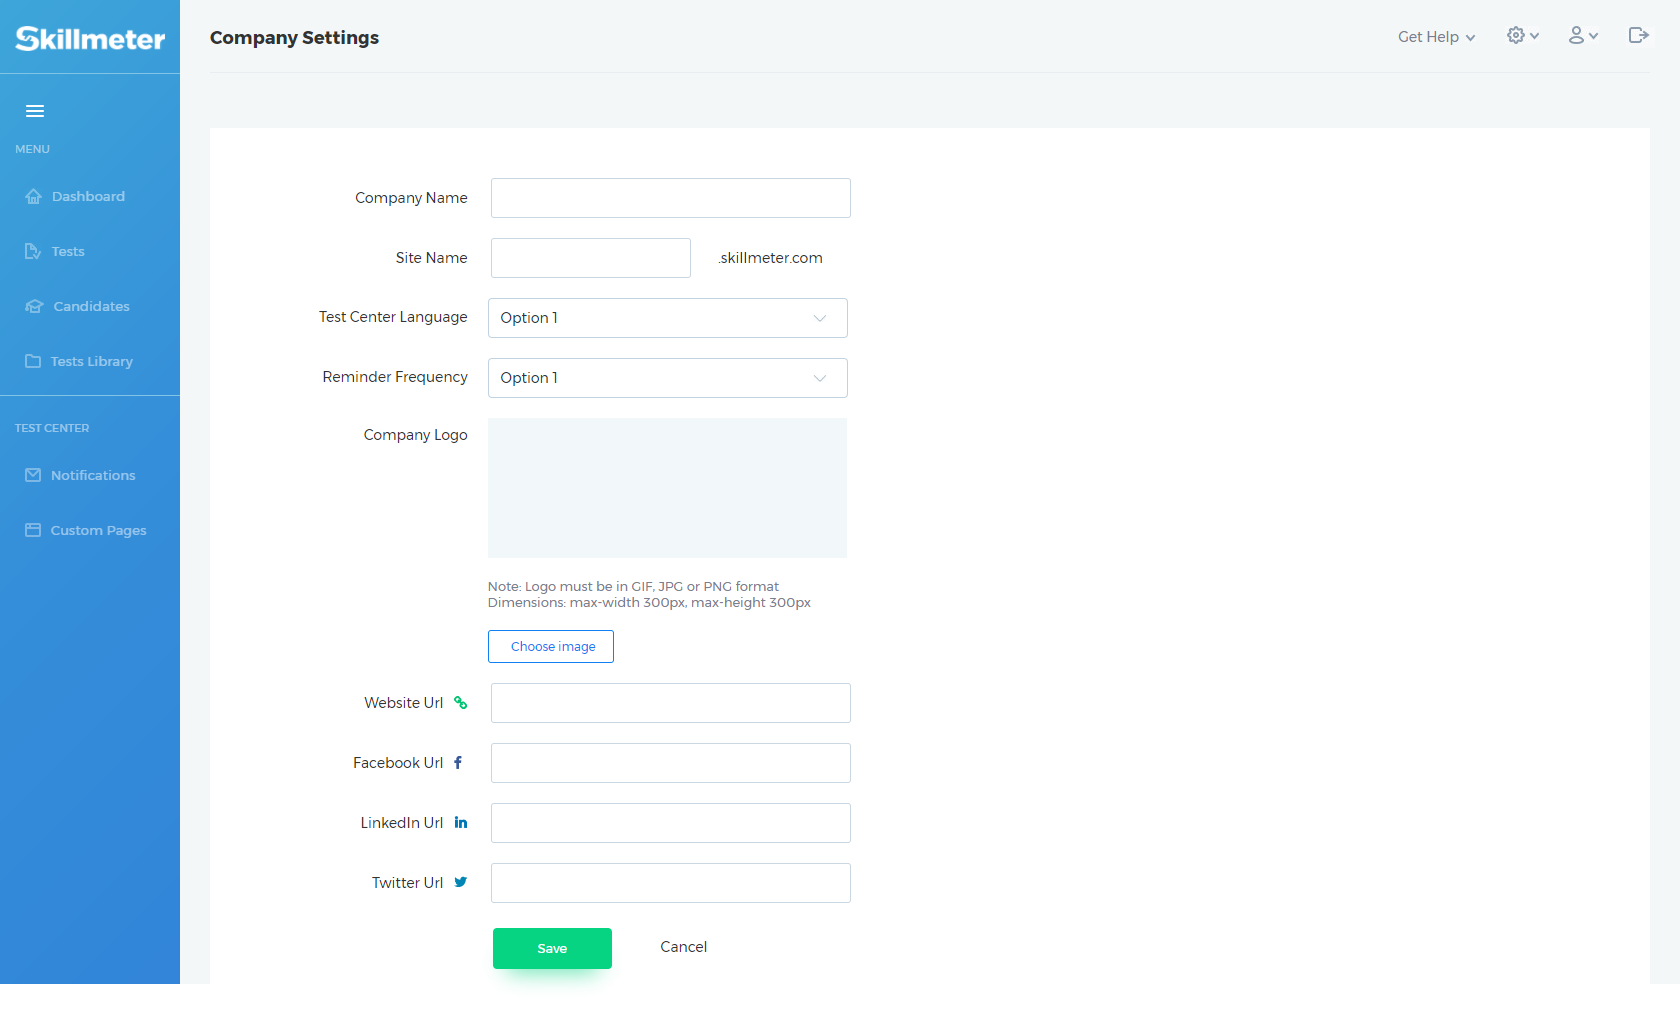 Skillmeter
Company Settings
Get Help
MENU
Dashboard
Tests
Candidates
Tests Library
TEST CENTER
Notifications
Custom Pages
Company Name
Site Name
.skillmeter.com
Test Center Language
Option 1
Reminder Frequency
Option 1
Company Logo
Note: Logo must be in GIF, JPG or PNG format
Dimensions: max-width 300px, max-height 300px
Choose image
Website Url
Facebook Url
LinkedIn Url
Twitter Url
Save
Cancel